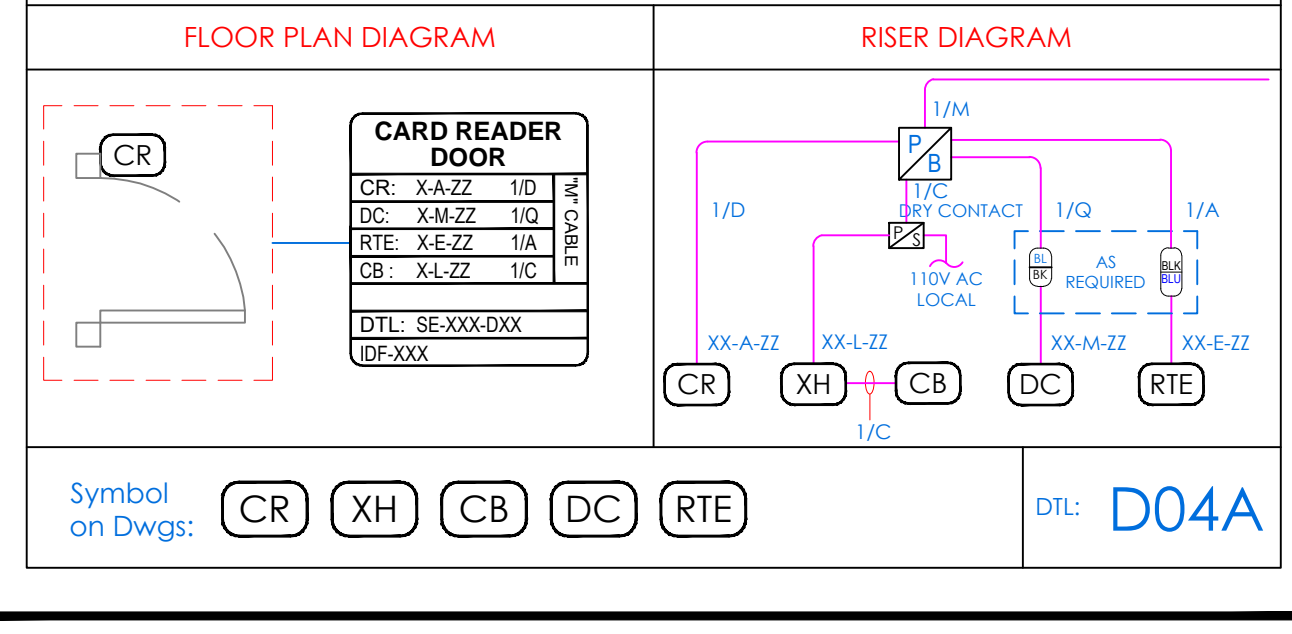 FLOOR PLAN DIAGRAM
RISER DIAGRAM
CR
CARD READER
DOOR
CR: X-A-ZZ 1/D
DC: X-M-ZZ 1/Q
RTE: X-E-ZZ 1/A
CB : X-L-ZZ 1/C
"M" CABLE
DTL: SE-XXX-DXX
IDF-XXX
1/M
P
B
1/C
DRY CONTACT
1/D
1/Q
1/A
P
S
110V AC
LOCAL
BL
BK
AS
REQUIRED
BLK
BLU
XX-A-ZZ
XX-L-ZZ
XX-M-ZZ
XX-E-ZZ
CR
XH
CB
DC
RTE
1/C
Symbol
on Dwgs:
CR
XH
CB
DC
RTE
DTL: D04A